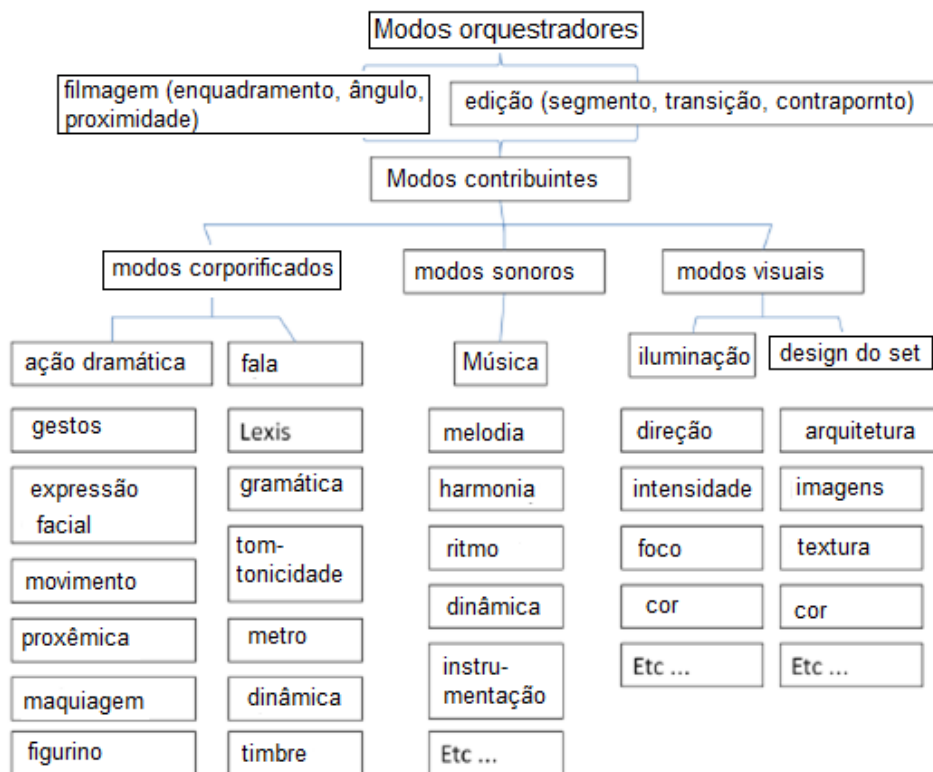 Modos orquestradores
filmagem (enquadramento, ângulo,
proximidade)
edição (segmento, transição, contrapornto)
Modos contribuintes
modos corporificados
modos sonoros
modos visuais
ação dramática
fala
Música
iluminação
design do set
gestos
Lexis
melodia
direção
arquitetura
expressão
facial
gramática
harmonia
intensidade
imagens
movimento
tom-
tonicidade
ritmo
foco
textura
proxêmica
metro
dinâmica
cor
cor
maquiagem
dinâmica
instru-
mentação
Etc ...
Etc ...
figurino
timbre
Etc ...